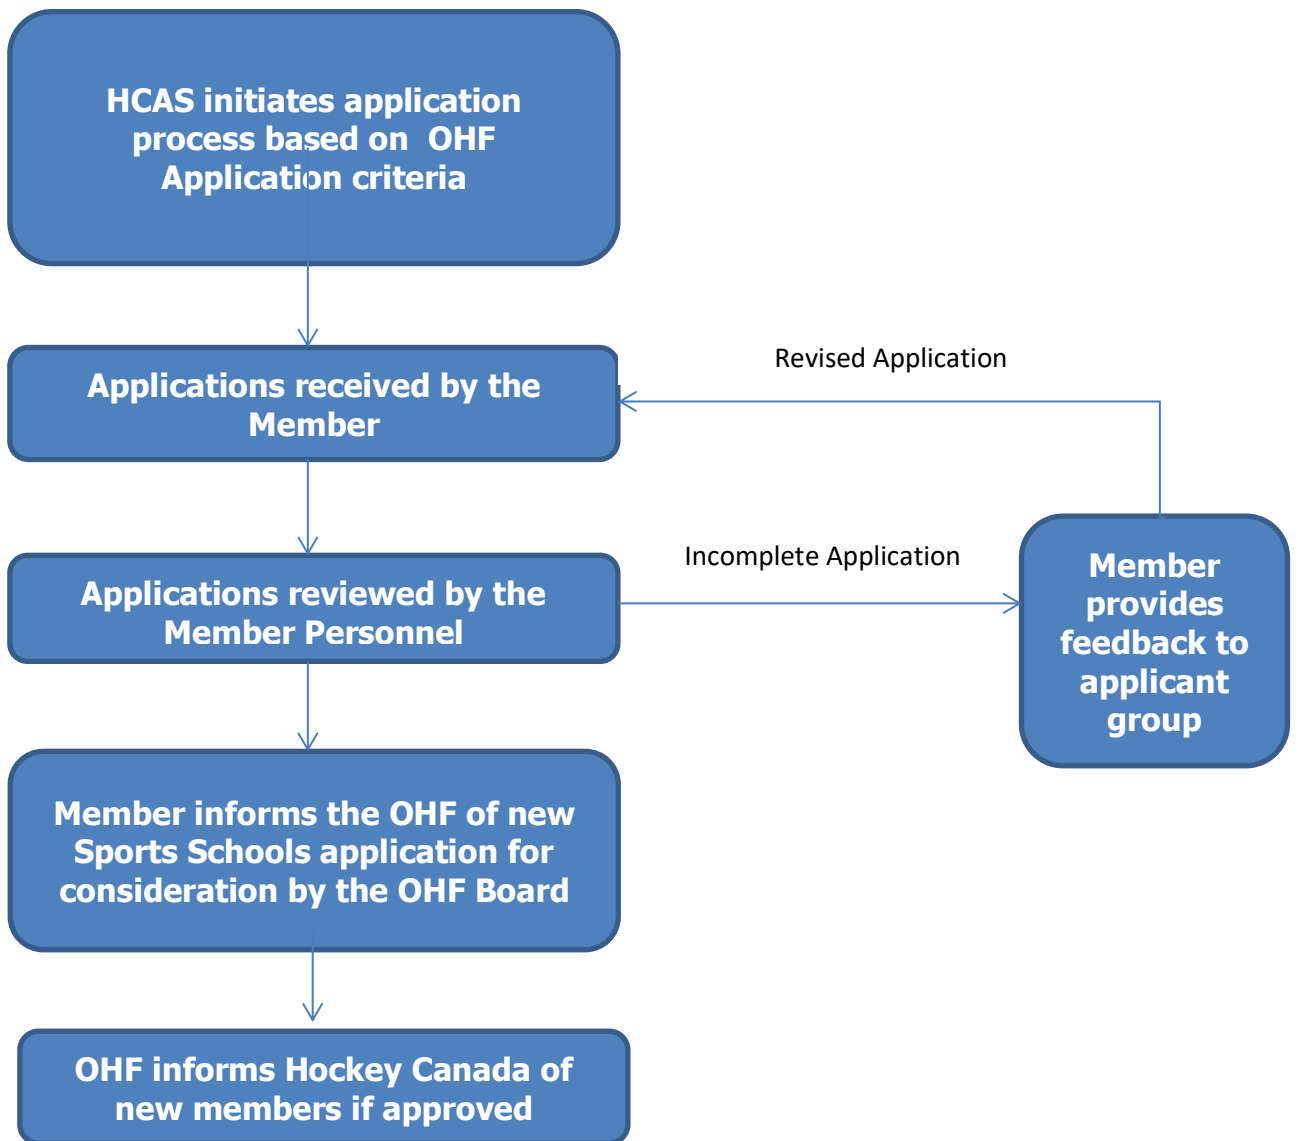 HCAS initiates application
process based on  OHF
Application criteria
Applications received by the
Member
Revised Application
Applications reviewed by the
Member Personnel
Incomplete Application
Member
provides
feedback to
applicant
group
Member informs the OHF of new
Sports Schools application for
consideration by the OHF Board
OHF informs Hockey Canada of
new members if approved